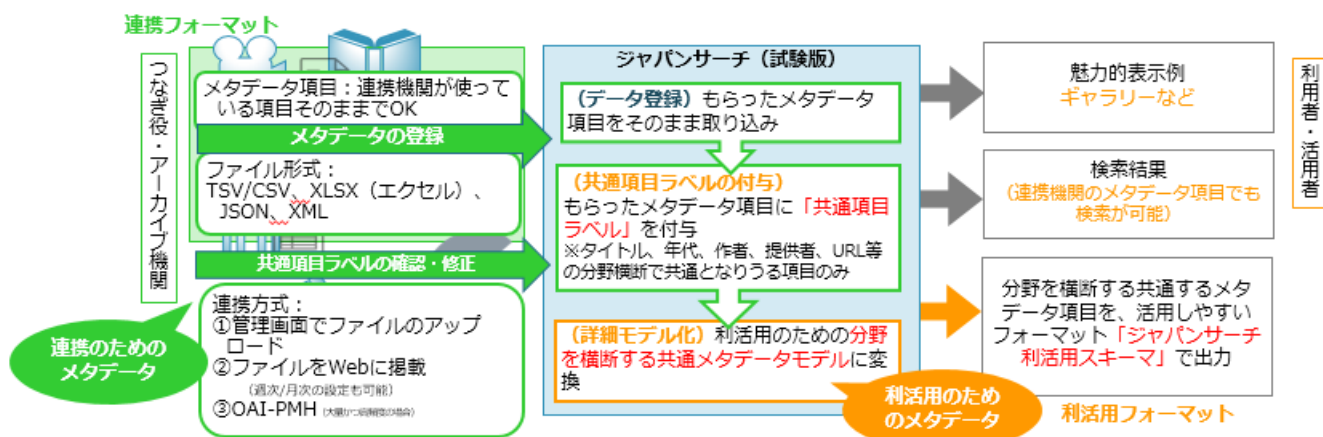 連携フォーマット
つなぎ役・アーカイブ機関
メタデータ項目：連携機関が使って
いる項目そのままでOK
メタデータの登録
ファイル形式：
TSV/CSV、XLSX（エクセル）、
JSON、XML
共通項目ラベルの確認・修正
連携方式：
①管理画面でファイルのアップ
ロード
②ファイルをWebに掲載
（週次/月次の設定も可能）
③OAI-PMH
連携のための
メタデータ
ジャパンサーチ（試験版）
（データ登録）もらったメタデータ
項目をそのまま取り込み
（共通項目ラベルの付与）
もらったメタデータ項目に「共通項目
ラベル」を付与
※タイトル、年代、作者、提供者、URL等
の分野横断で共通となりうる項目のみ
（詳細モデル化）利活用のための分野
を横断する共通メタデータモデルに変
換
利活用のため
のメタデータ
魅力的表示例
ギャラリーなど
検索結果
（連携機関のメタデータ項目でも
検索が可能）
分野を横断する共通するメタ
データ項目を、活用しやすい
フォーマット「ジャパンサーチ
利活用スキーマ」で出力
利活用フォーマット
利用者・活用者